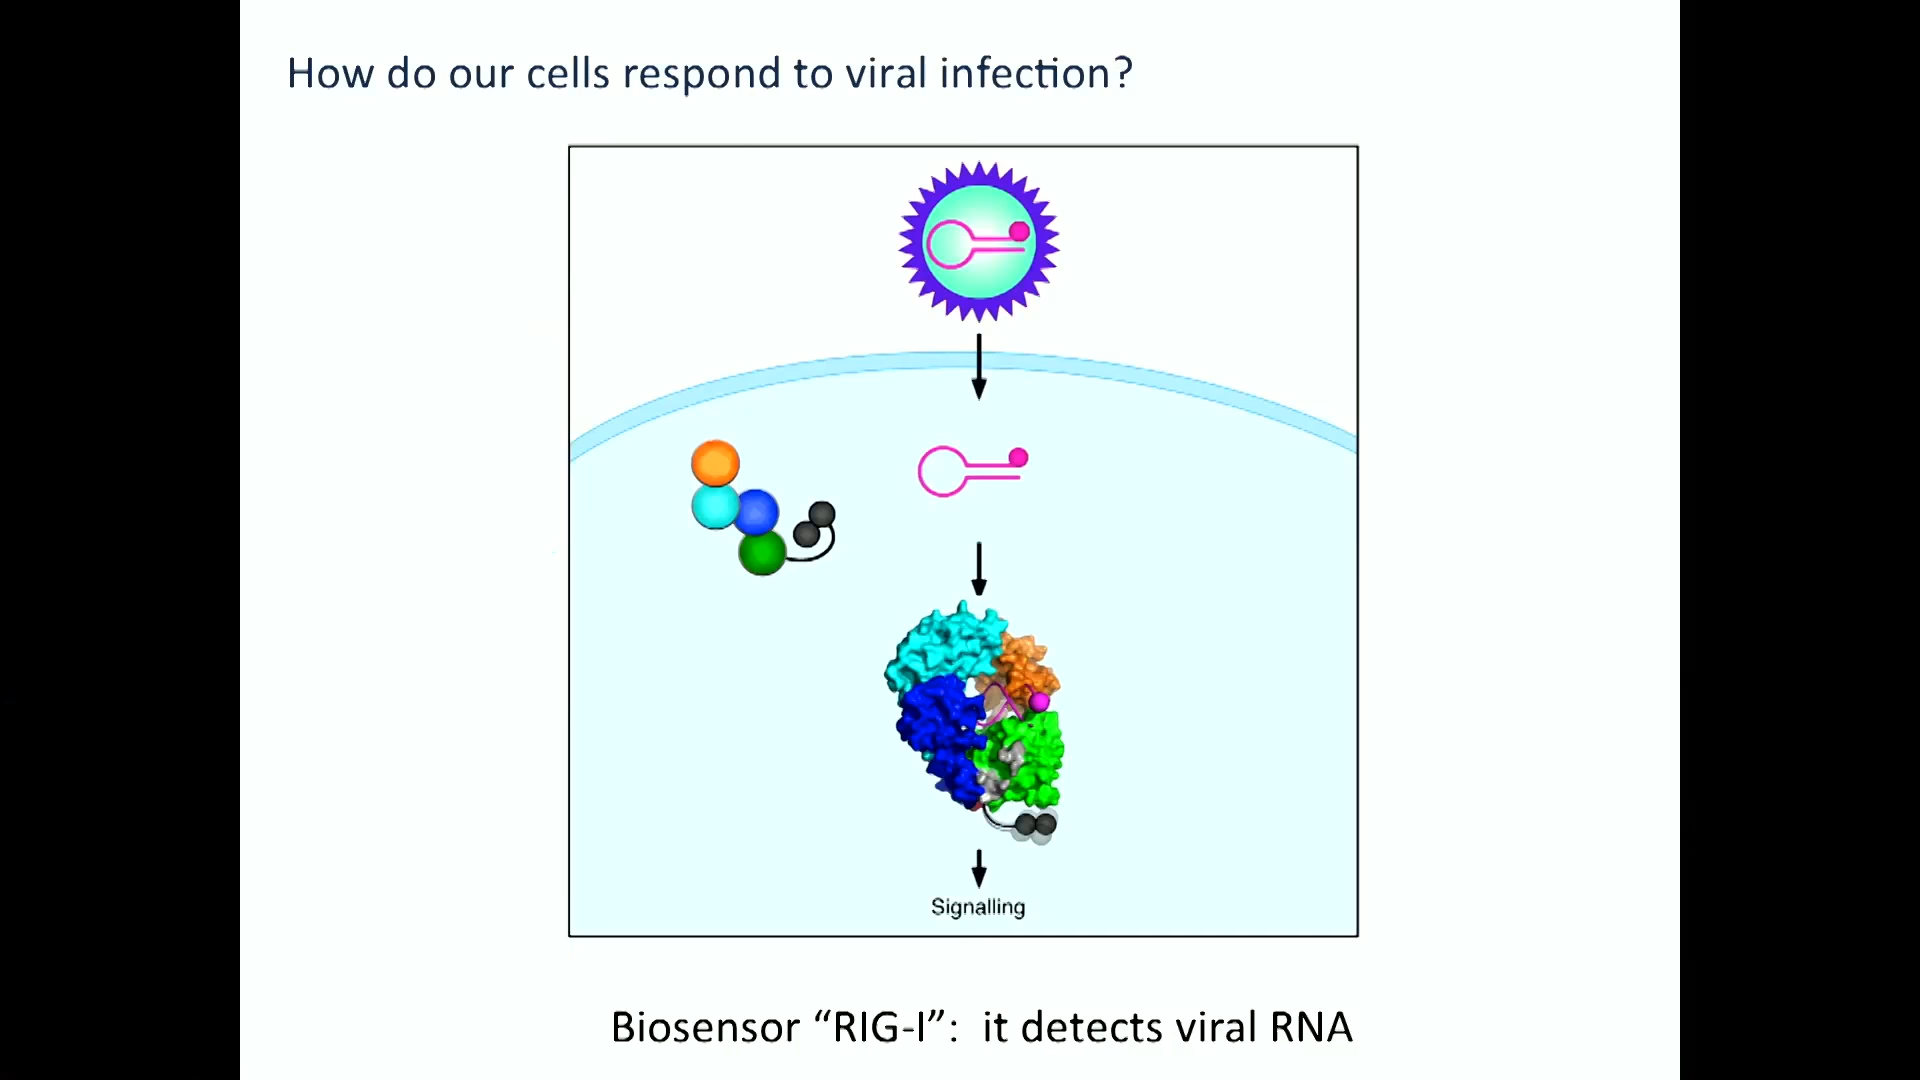 How do our cells respond to viral infection?
Signalling
Biosensor “RIG-I”: it detects viral RNA